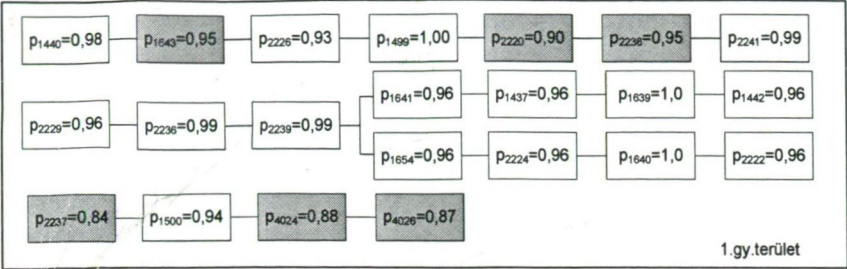 p1440=0,98 p1643=0,95 p2226=0,93 p1499=1,00 p2220=0,90 p2238=0,95 p2241=0,99
p1641=0,96 p1437=0,96 p1639=1,0 p1442=0,96
p2229=0,96 p2236=0,99 p2239=0,99
p1654=0,96 p2224=0,96 p1640=1,0 p2222=0,96
p2237=0,84 p1500=0,94 p4024=0,88 p4026=0,87
1.gy.terület